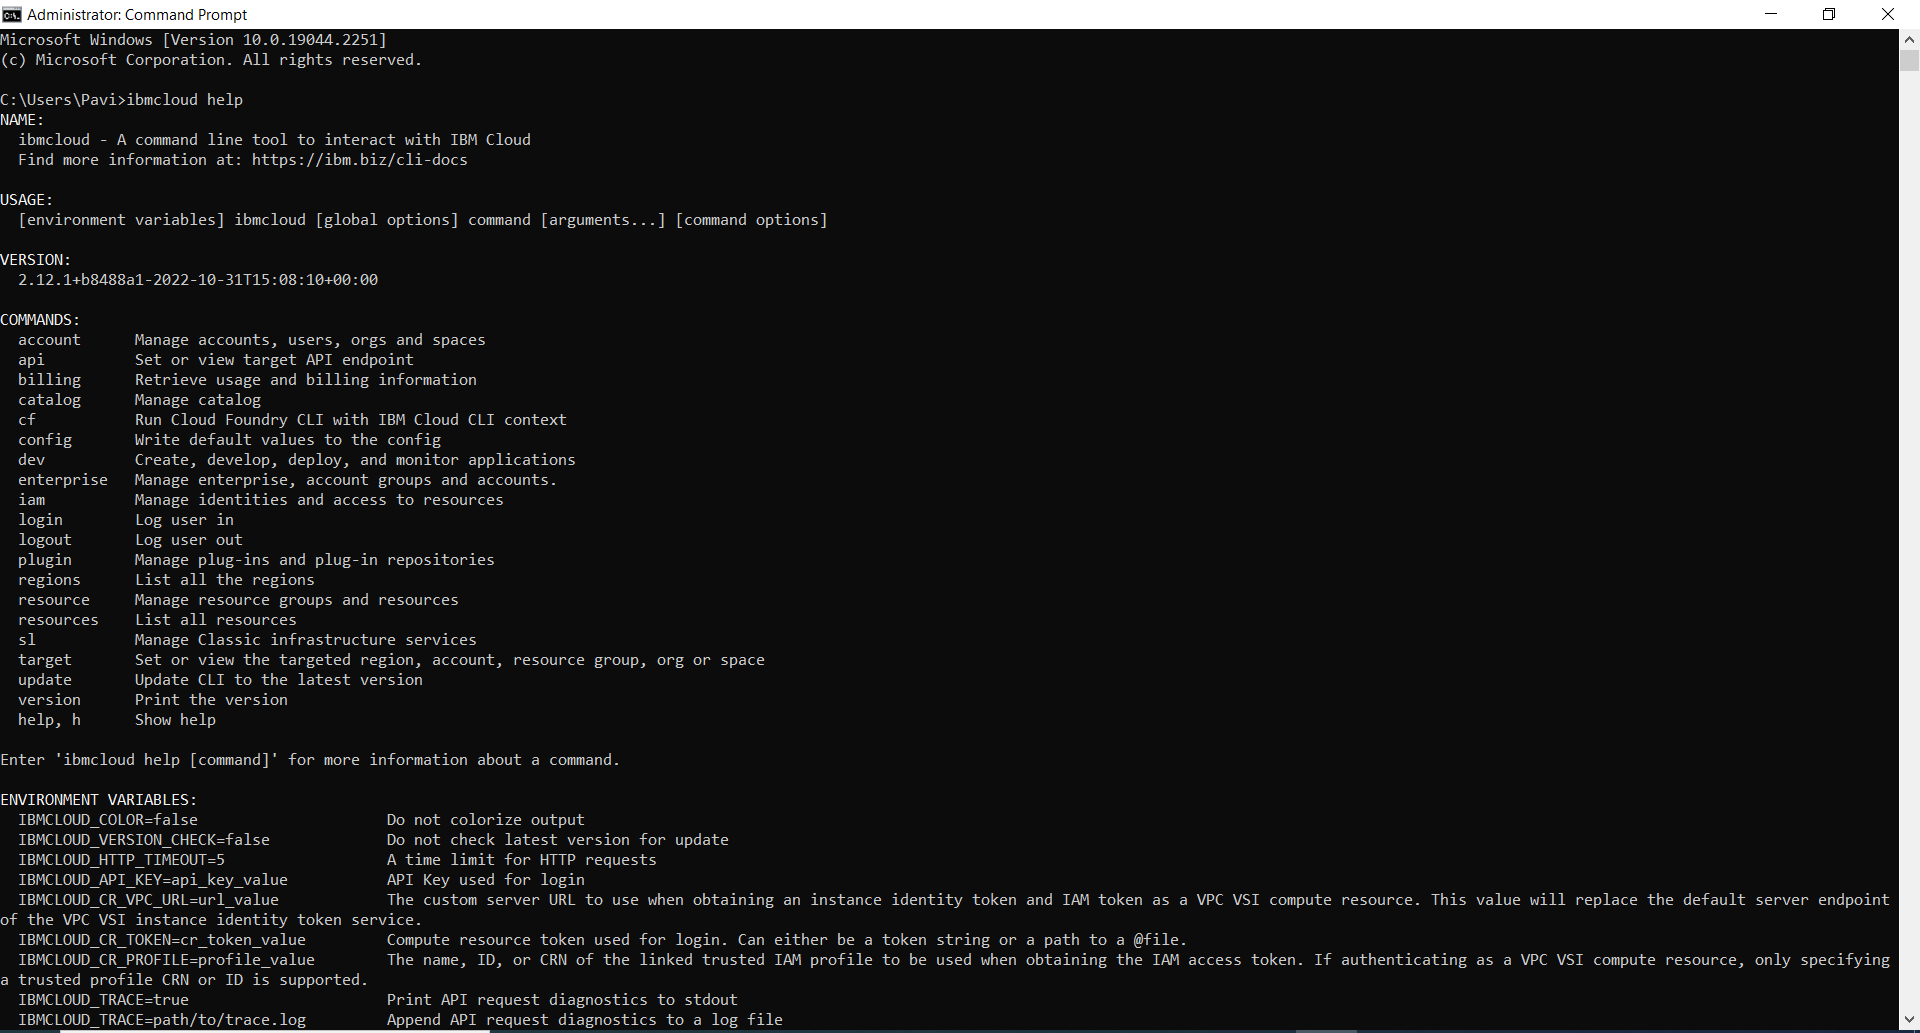 Administrator: Command Prompt
Microsoft Windows [Version 10.0.19044.2251]
(c) Microsoft Corporation. All rights reserved.
C:\Users\Pavi>ibmcloud help
NAME:
ibmcloud - A command line tool to interact with IBM Cloud
Find more information at: https://ibm.biz/cli-docs
USAGE:
[environment variables] ibmcloud [global options] command [arguments...] [command options]
VERSION:
2.12.1+b8488a1-2022-10-31T15:08:10+00:00
COMMANDS:
account Manage accounts, users, orgs and spaces
api Set or view target API endpoint
billing Retrieve usage and billing information
catalog Manage catalog
cf Run Cloud Foundry CLI with IBM Cloud CLI context
config Write default values to the config
dev Create, develop, deploy, and monitor applications
enterprise Manage enterprise, account groups and accounts.
iam Manage identities and access to resources
login Log user in
logout Log user out
plugin Manage plug-ins and plug-in repositories
regions List all the regions
resource Manage resource groups and resources
resources List all resources
sl Manage Classic infrastructure services
target Set or view the targeted region, account, resource group, org or space
update Update CLI to the latest version
version Print the version
help, h Show help
Enter 'ibmcloud help [command]' for more information about a command.
ENVIRONMENT VARIABLES:
IBMCLOUD_COLOR=false Do not colorize output
IBMCLOUD_VERSION_CHECK=false Do not check latest version for update
IBMCLOUD_HTTP_TIMEOUT=5 A time limit for HTTP requests
IBMCLOUD_API_KEY=api_key_value API Key used for login
IBMCLOUD_CR_VPC_URL=url_value The custom server URL to use when obtaining an instance identity token and IAM token as a VPC VSI compute resource. This value will replace the default server endpoint
of the VPC VSI instance identity token service.
IBMCLOUD_CR_TOKEN=cr_token_value Compute resource token used for login. Can either be a token string or a path to a @file.
IBMCLOUD_CR_PROFILE=profile_value The name, ID, or CRN of the linked trusted IAM profile to be used when obtaining the IAM access token. If authenticating as a VPC VSI compute resource, only specifying
a trusted profile CRN or ID is supported.
IBMCLOUD_TRACE=true Print API request diagnostics to stdout
IBMCLOUD_TRACE=path/to/trace.log Append API request diagnostics to a log file